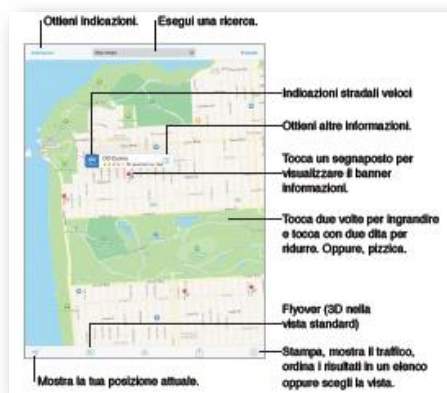 Ottieni indicazioni.
Esegui una ricerca.
Indicazioni stradali veloci
Ottieni altre informazioni.
Tocca un segnaposto per
visualizzare il banner
informazioni.
Tocca due volte per ingrandire
e tocca con due dita per
ridurre. Oppure, pizzica.
Flyover (3D nella
vista standard)
Stampa, mostra il traffico,
ordina i risultati in un elenco
oppure scegli la vista.
Mostra la tua posizione attuale.